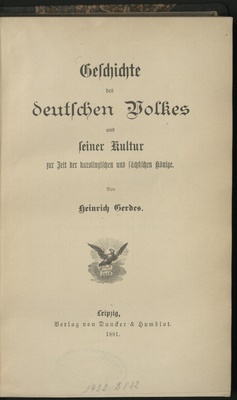 Geschichte
des
deutschen Volkes
und
seiner Kultur
zur Zeit der karolingischen und sächsischen Könige.
Von
Heinrich Gerdes.
Leipzig,
Verlag von Duncker & Humblot.
1891.